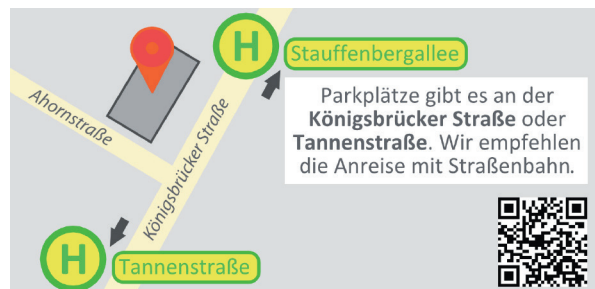 H
Stauffenbergallee
Parkplätze gibt es an der
Königsbrücker Straße oder
Tannenstraße. Wir empfehlen
die Anreise mit Straßenbahn.
Ahornstraße
Königsbrücker Straße
H
Tannenstraße